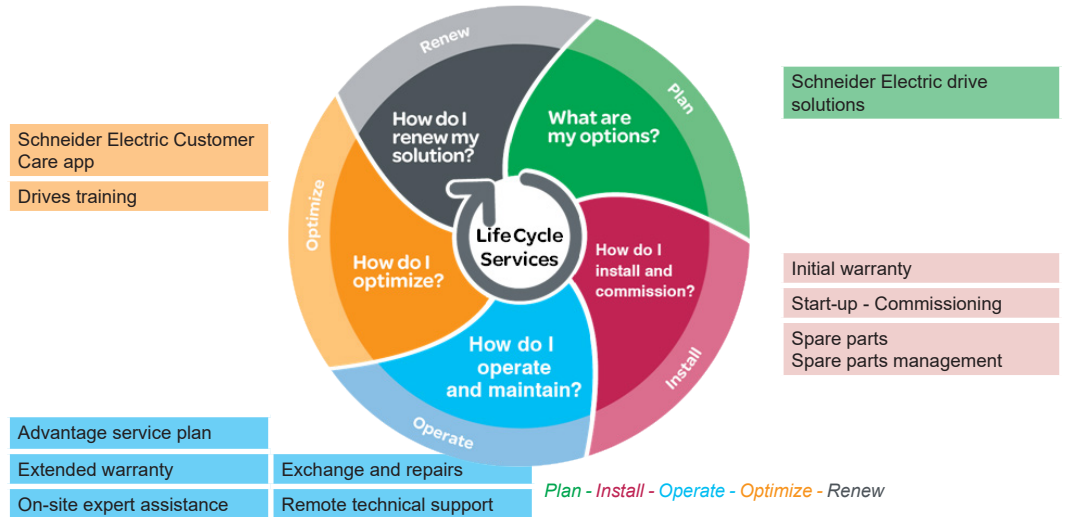 Renew
Plan
Install
Operate
Optimize
How do I
renew my
solution?
What are
my options?
How do I
install and
commission?
How do I
operate
and maintain?
How do I
optimize?
Life Cycle
Services
Schneider Electric drive
solutions
Initial warranty
Start-up - Commissioning
Spare parts
Spare parts management
Schneider Electric Customer
Care app
Drives training
Advantage service plan
Extended warranty
Exchange and repairs
On-site expert assistance
Remote technical support
Plan - Install - Operate - Optimize - Renew